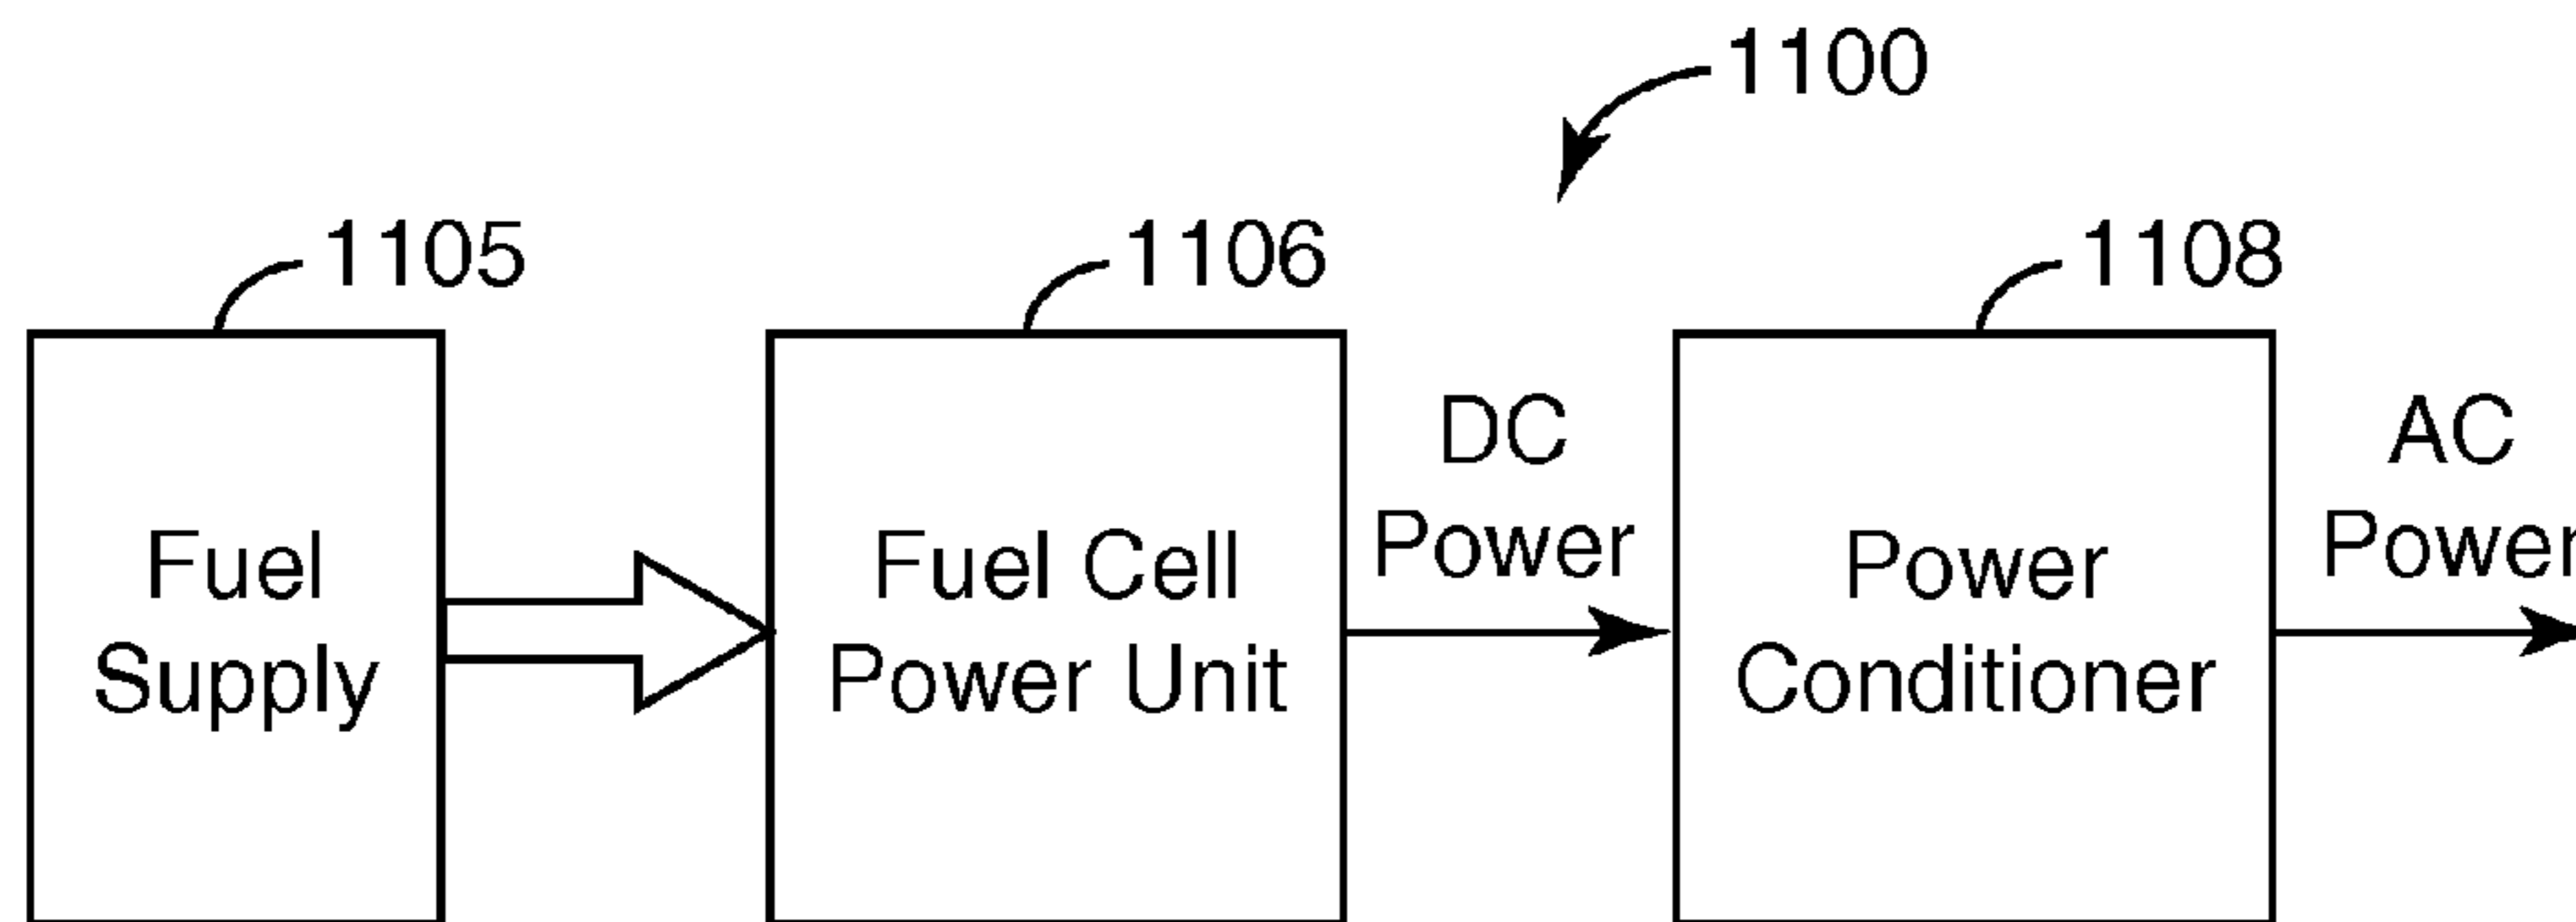 1100
1105
1106
1108
DC
Power
AC
Power
Fuel
Supply
Fuel Cell
Power Unit
Power
Conditioner